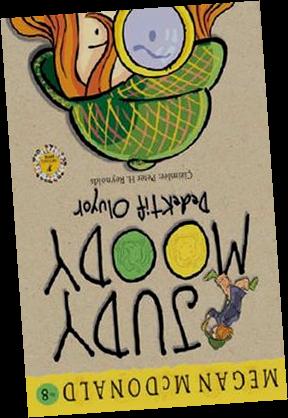 MEGAN McDONALD
8
JUDY
MOODY
Dedektif Oluyor
Çizimler: Peter H. Reynolds